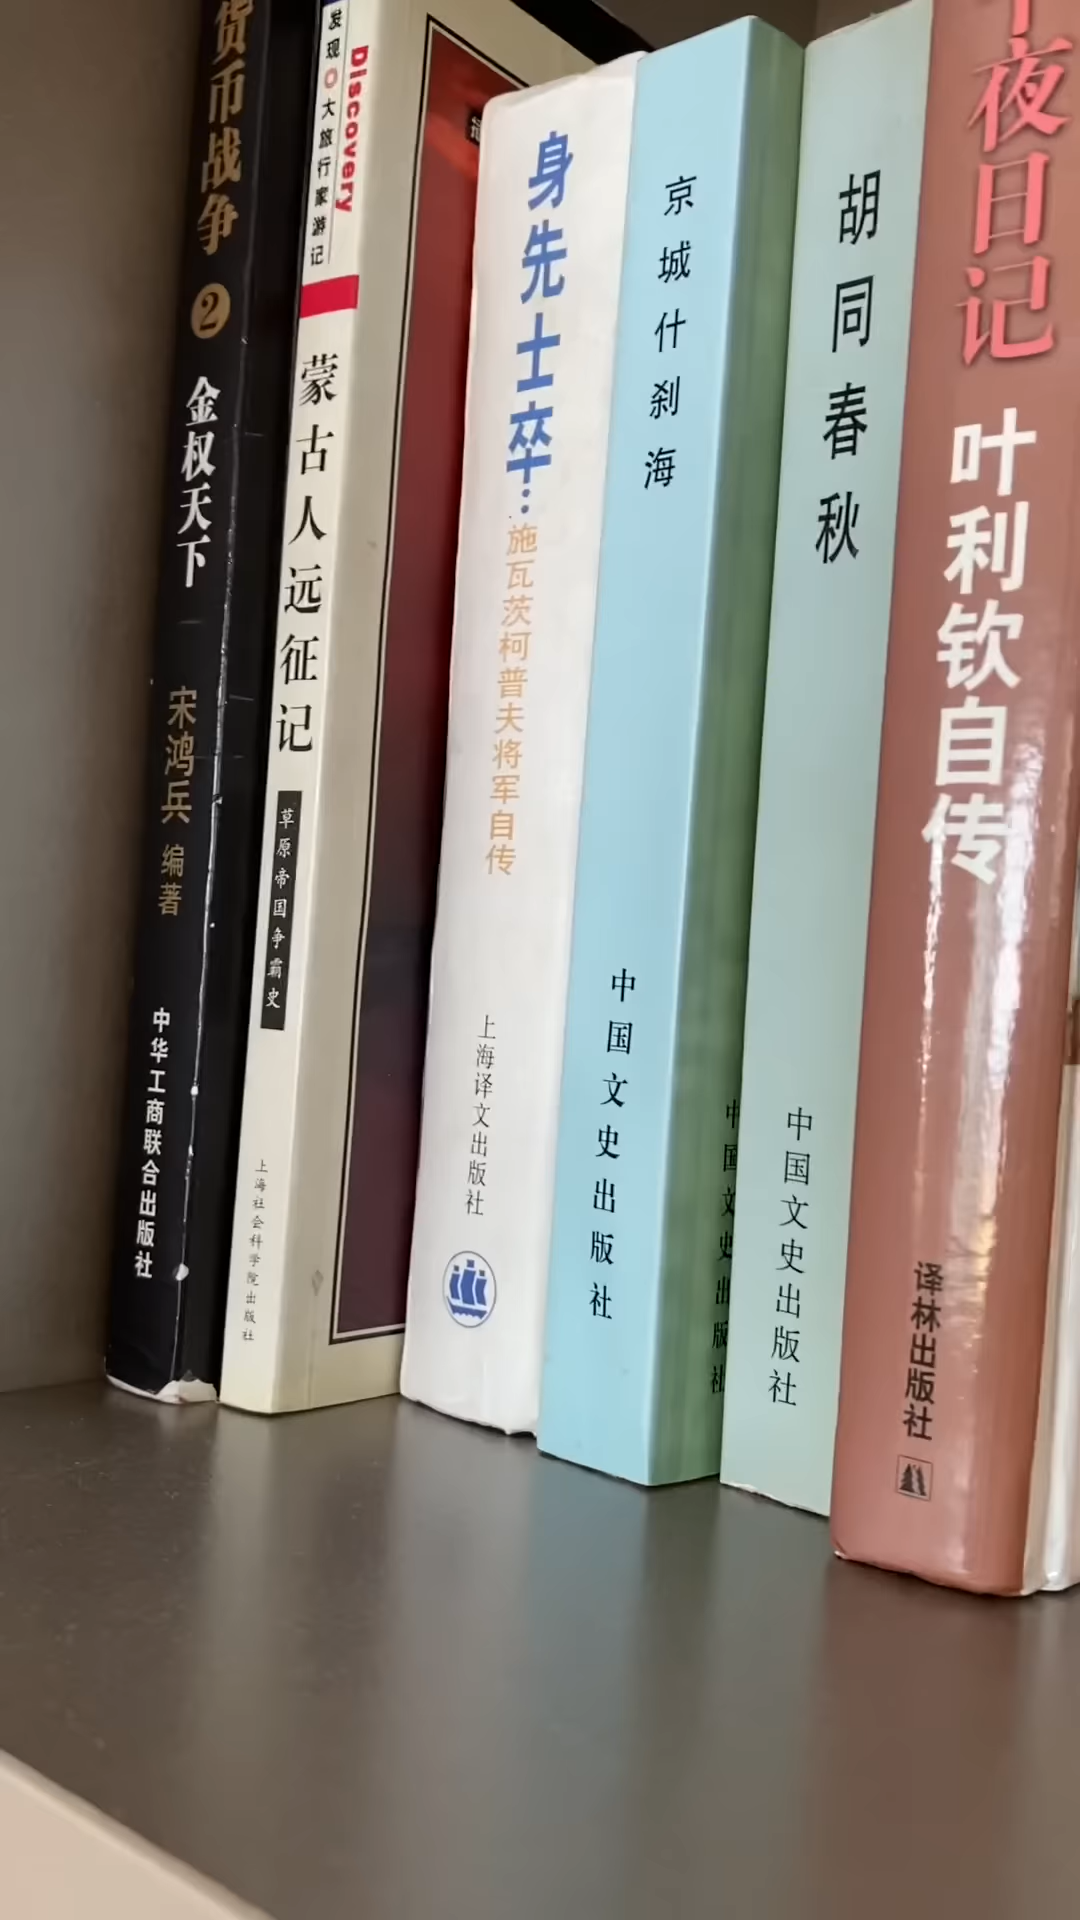 货币战争
2
金权天下
宋鸿兵 编著
中华工商联合出版社
发现 大旅行家游记
Discovery
蒙古人远征记
草原帝国争霸史
上海社会科学院出版社
身先士卒:
施瓦茨柯普夫将军自传
上海译文出版社
京城什刹海
中国文史出版社
中国文史出版社
胡同春秋
中国文史出版社
夜日记
叶利钦自传
译林出版社